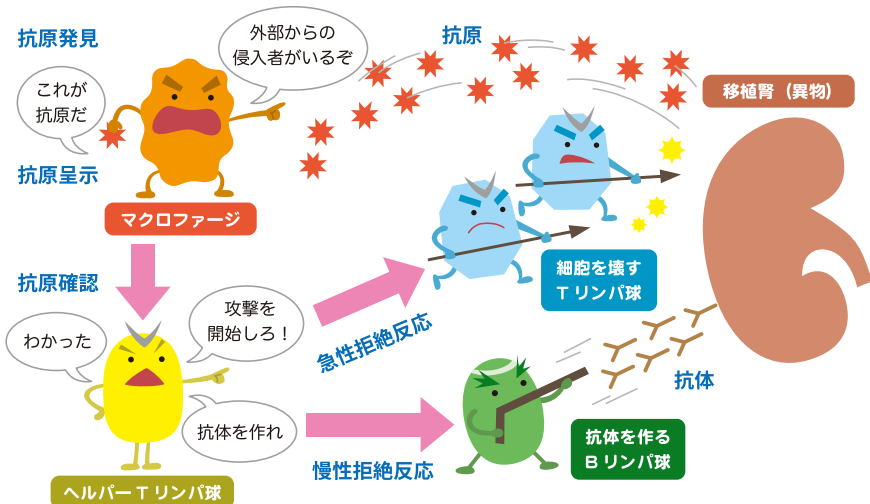 抗原発見
外部からの
侵入者がいるぞ
抗原
これが
抗原だ
移植腎（異物）
抗原呈示
マクロファージ
抗原確認
細胞を壊す
Tリンパ球
攻撃を
開始しろ！
わかった
急性拒絶反応
抗体
抗体を作れ
慢性拒絶反応
抗体を作る
Bリンパ球
ヘルパーTリンパ球